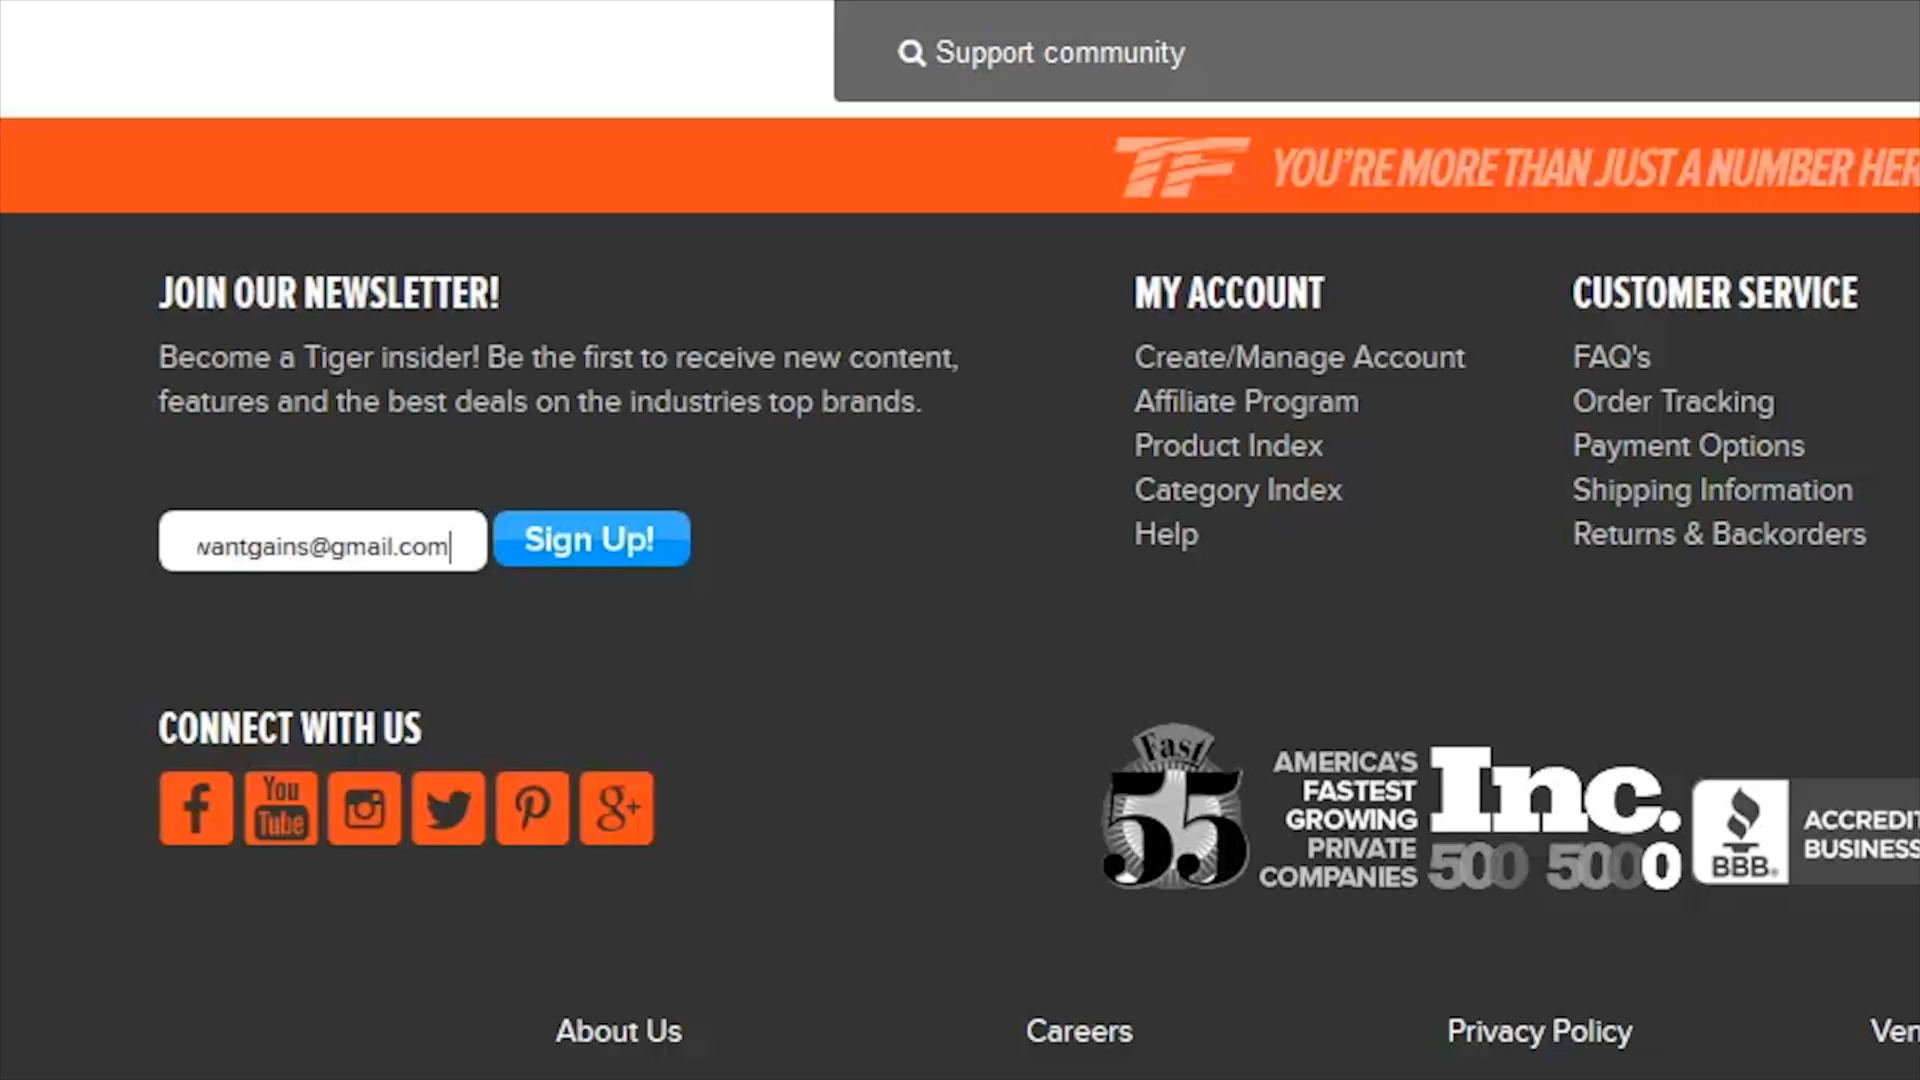 Support community
TF YOU'RE MORE THAN JUST A NUMBER HER
JOIN OUR NEWSLETTER!
Become a Tiger insider! Be the first to receive new content,
features and the best deals on the industries top brands.
wantgains@gmail.com
Sign Up!
MY ACCOUNT
Create/Manage Account
Affiliate Program
Product Index
Category Index
Help
CUSTOMER SERVICE
FAQ's
Order Tracking
Payment Options
Shipping Information
Returns & Backorders
CONNECT WITH US
f
You
Tube
g+
Fast
55
AMERICA'S
FASTEST
GROWING
PRIVATE
COMPANIES
Inc.
500 5000
BBB.
ACCREDIT
BUSINESS
About Us
Careers
Privacy Policy
Ven